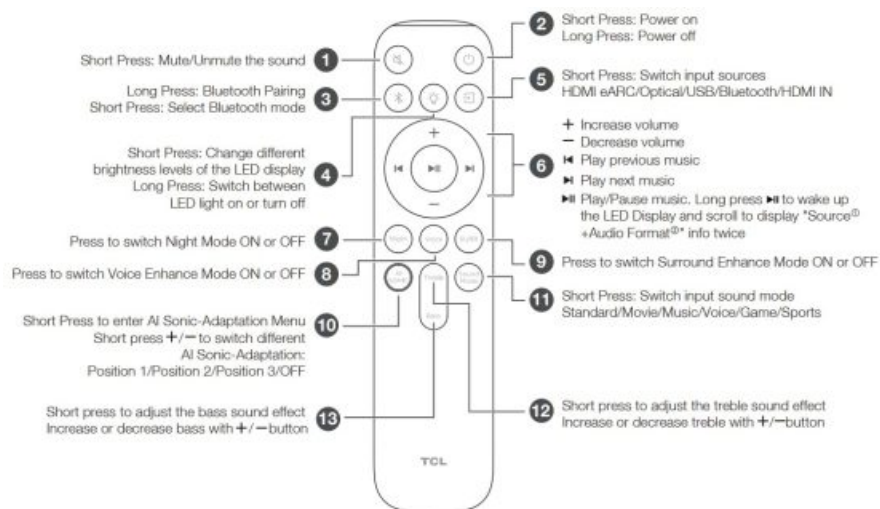 1
Short Press: Mute/Unmute the sound
2
Short Press: Power on
Long Press: Power off
3
Long Press: Bluetooth Pairing
Short Press: Select Bluetooth mode
5
Short Press: Switch input sources
HDMI eARC/Optical/USB/Bluetooth/HDMI IN
4
Short Press: Change different
brightness levels of the LED display
Long Press: Switch between
LED light on or turn off
6
+ Increase volume
− Decrease volume
Play previous music
Play next music
Play/Pause music. Long press ⏯ to wake up
the LED Display and scroll to display "Source①
+Audio Format②" info twice
7
Press to switch Night Mode ON or OFF
8
Press to switch Voice Enhance Mode ON or OFF
9
Press to switch Surround Enhance Mode ON or OFF
10
Short Press to enter AI Sonic-Adaptation Menu
Short press +/− to switch different
AI Sonic-Adaptation:
Position 1/Position 2/Position 3/OFF
11
Short Press: Switch input sound mode
Standard/Movie/Music/Voice/Game/Sports
13
Short press to adjust the bass sound effect
Increase or decrease bass with +/−button
12
Short press to adjust the treble sound effect
Increase or decrease treble with +/−button
Treble
Bass
TCL